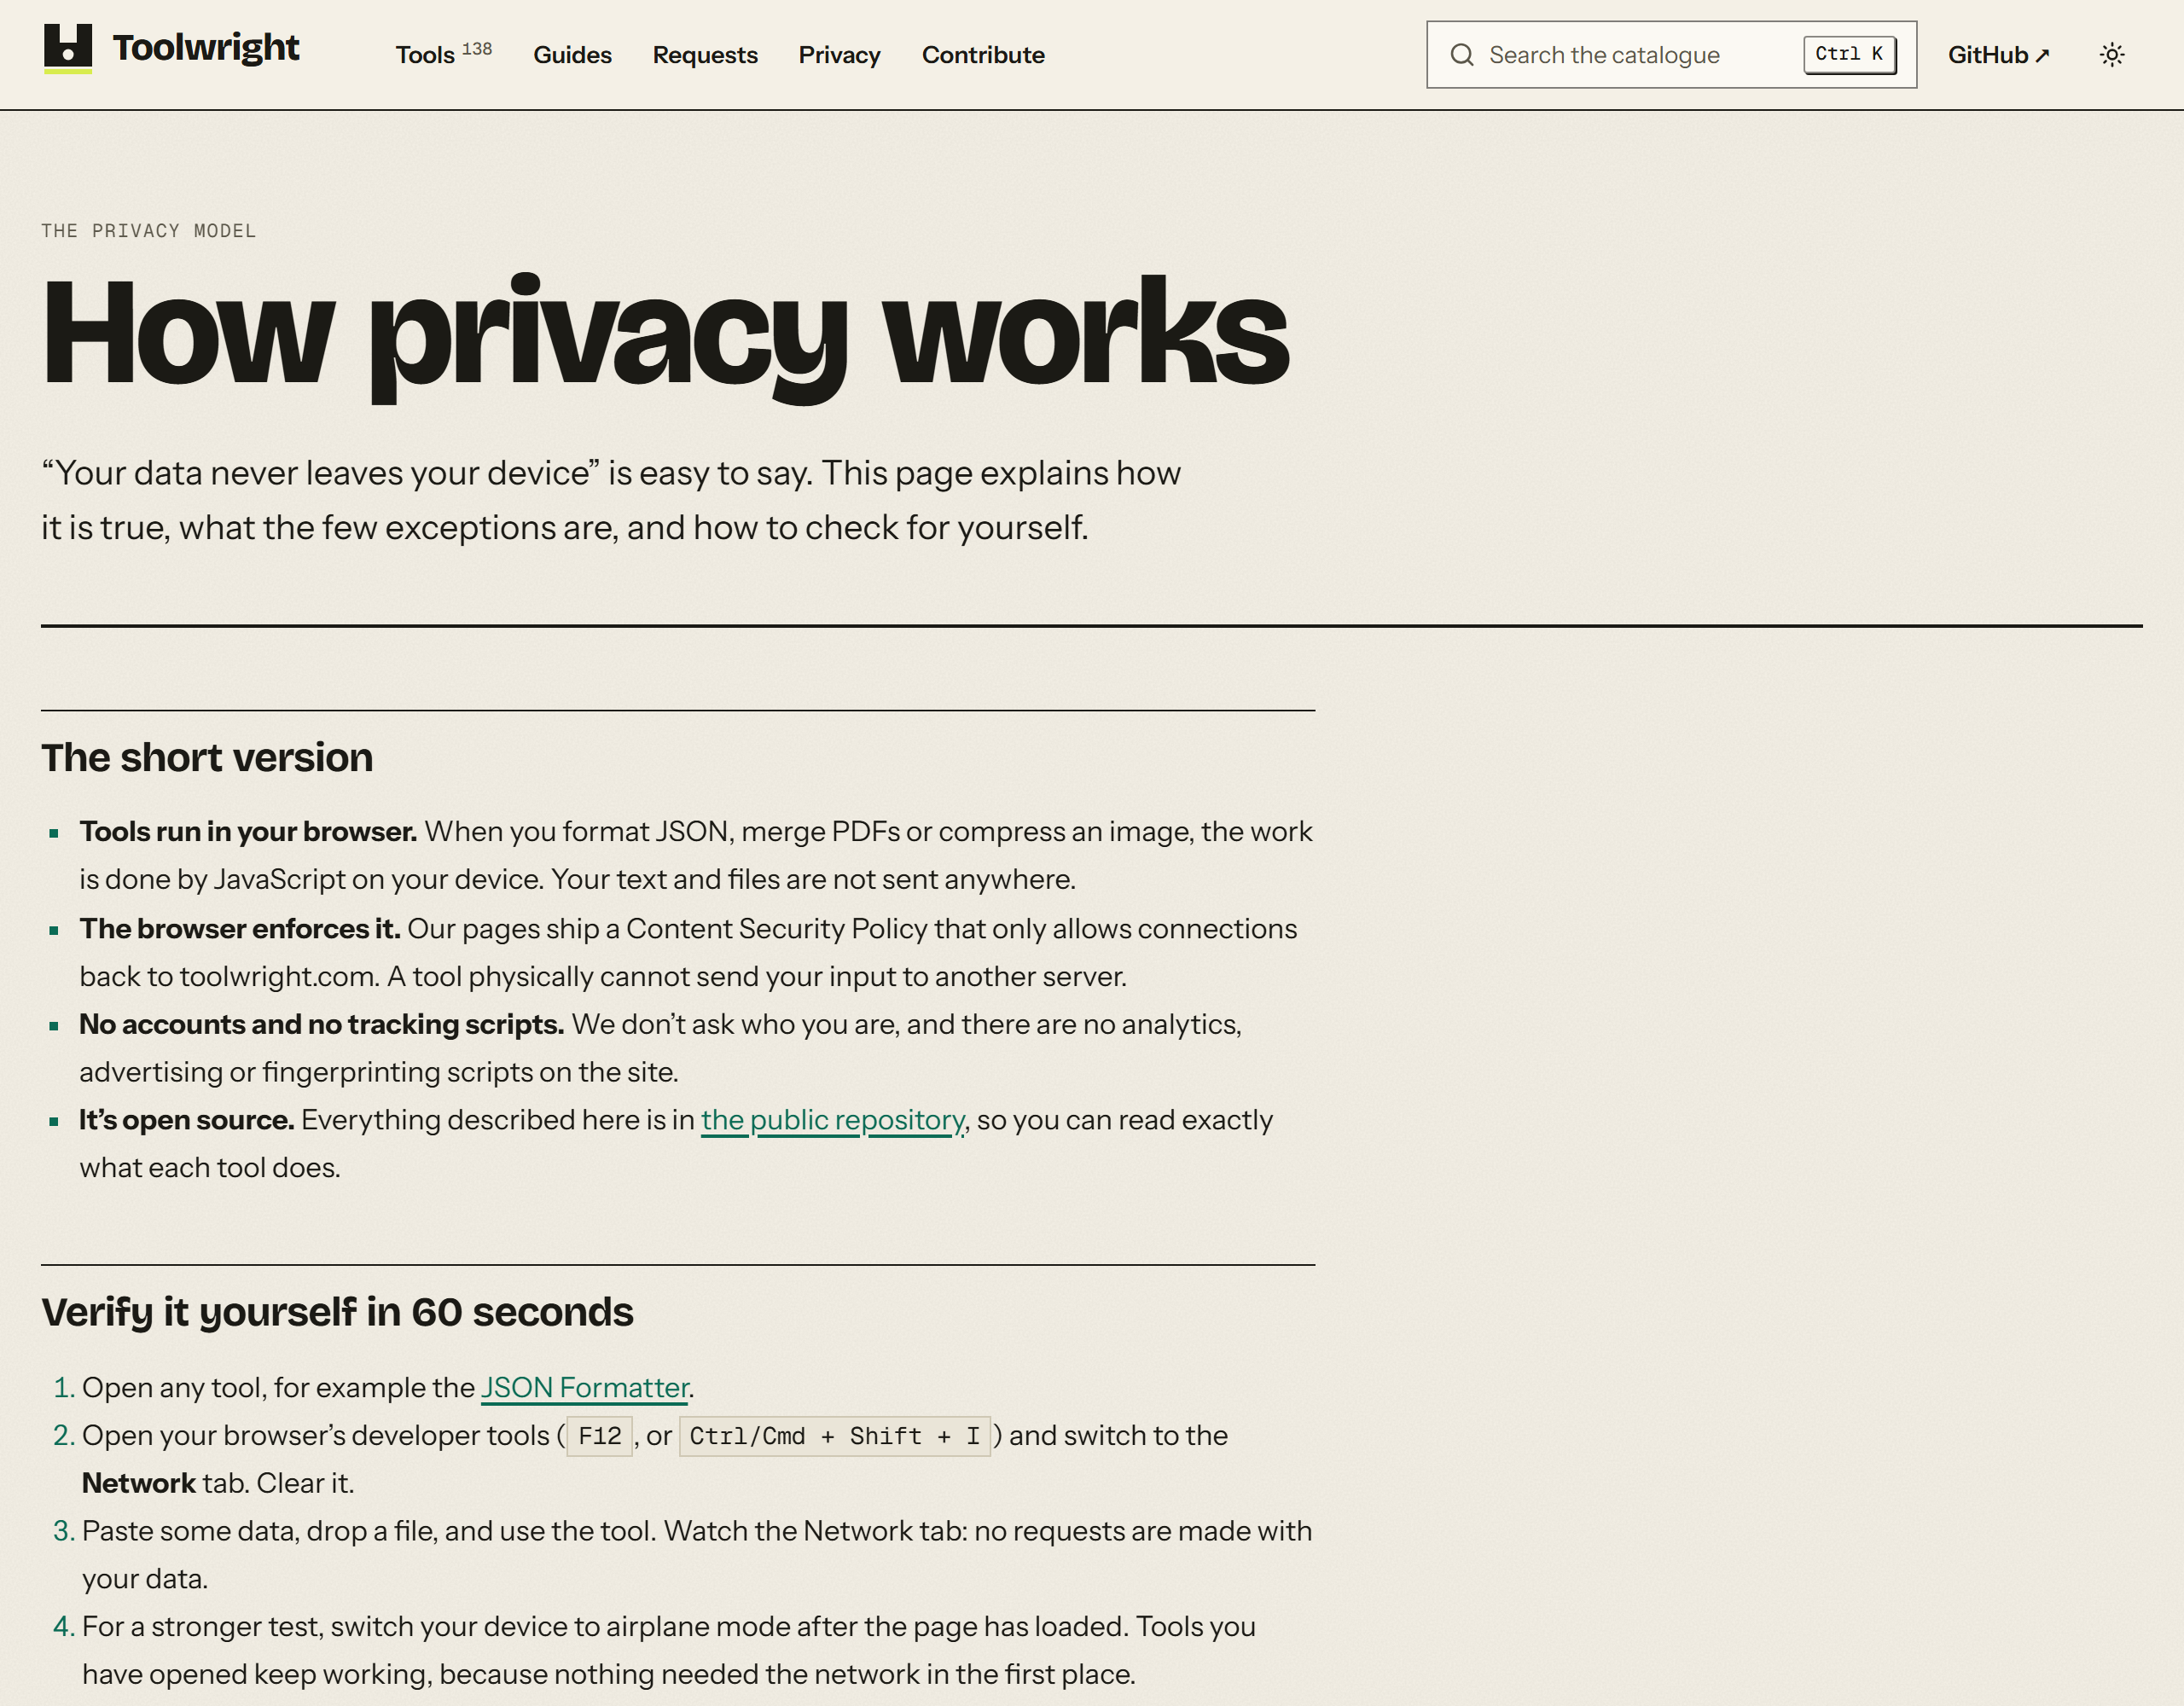 Toolwright
Tools 138 Guides Requests Privacy Contribute
Search the catalogue Ctrl K GitHub ↗
THE PRIVACY MODEL
How privacy works
“Your data never leaves your device” is easy to say. This page explains how
it is true, what the few exceptions are, and how to check for yourself.
The short version
Tools run in your browser. When you format JSON, merge PDFs or compress an image, the work
is done by JavaScript on your device. Your text and files are not sent anywhere.
The browser enforces it. Our pages ship a Content Security Policy that only allows connections
back to toolwright.com. A tool physically cannot send your input to another server.
No accounts and no tracking scripts. We don’t ask who you are, and there are no analytics,
advertising or fingerprinting scripts on the site.
It’s open source. Everything described here is in the public repository, so you can read exactly
what each tool does.
Verify it yourself in 60 seconds
1. Open any tool, for example the JSON Formatter.
2. Open your browser’s developer tools (F12, or Ctrl/Cmd + Shift + I) and switch to the
Network tab. Clear it.
3. Paste some data, drop a file, and use the tool. Watch the Network tab: no requests are made with
your data.
4. For a stronger test, switch your device to airplane mode after the page has loaded. Tools you
have opened keep working, because nothing needed the network in the first place.